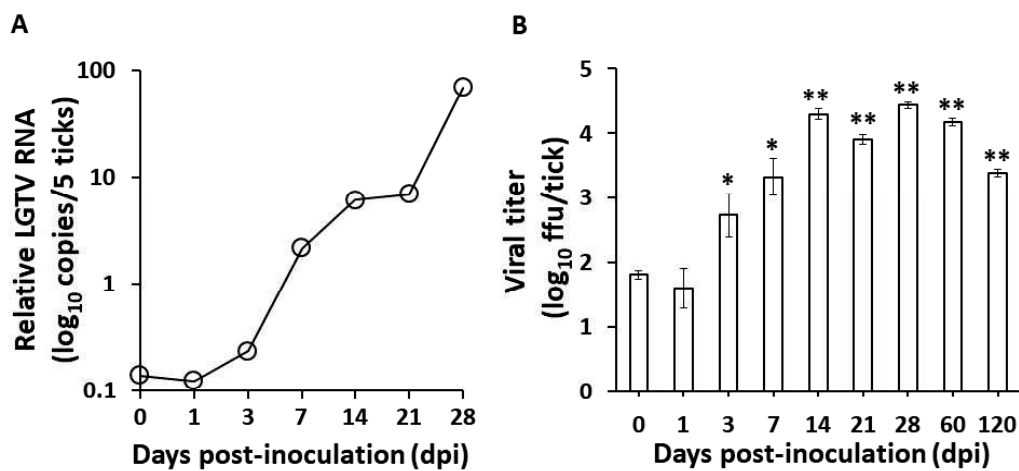 A
Relative LGTV RNA
(log10 copies/5 ticks)
100
10
1
0.1
0 1 3 7 14 21 28
Days post-inoculation (dpi)
B
Viral titer
(log10 ffu/tick)
5
4
3
2
1
0
* * ** ** ** ** **
0 1 3 7 14 21 28 60 120
Days post-inoculation (dpi)